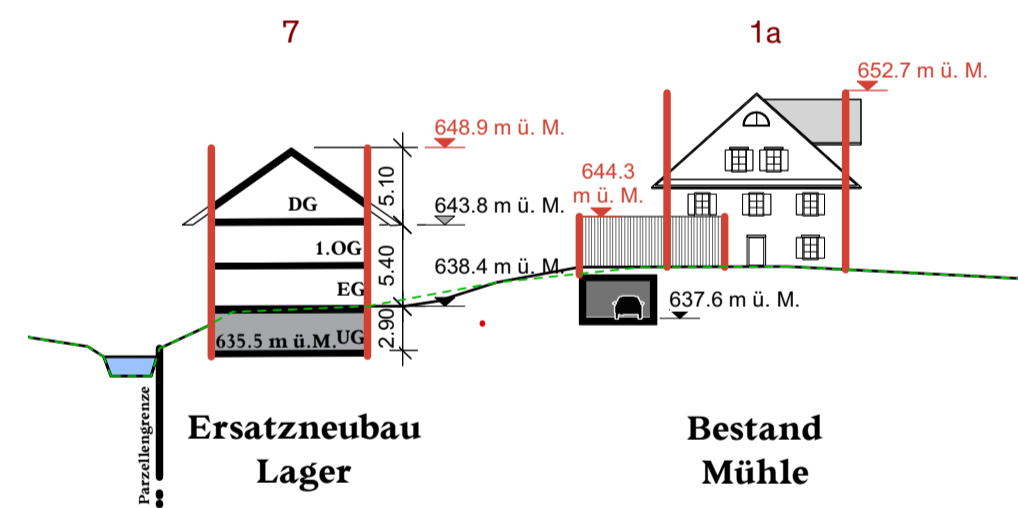 7
1a
652.7 m ü. M.
648.9 m ü. M.
644.3
m ü. M.
5.10
DG
643.8 m ü. M.
1.OG
5.40
638.4 m ü. M.
EG
637.6 m ü. M.
2.90
635.5 m ü.M.UG
Parzellengrenze
Ersatzneubau
Lager
Bestand
Mühle